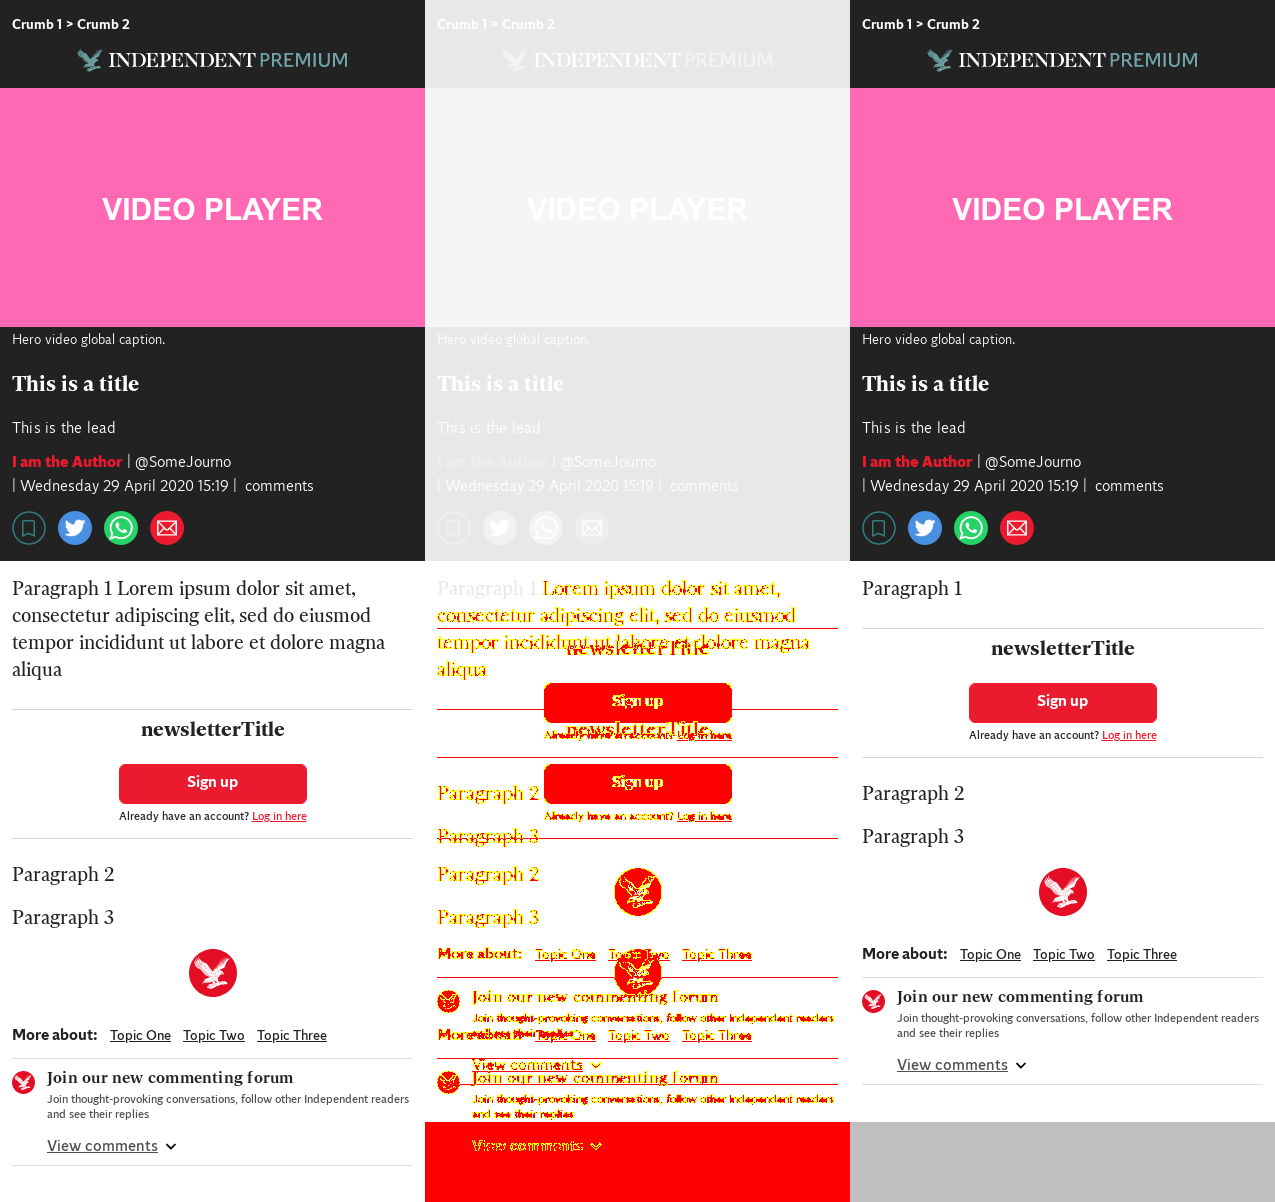 Crumb 1 > Crumb 2
INDEPENDENT PREMIUM
VIDEO PLAYER
Hero video global caption.
This is a title
This is the lead
I am the Author | @SomeJourno
| Wednesday 29 April 2020 15:19 | comments
Paragraph 1 Lorem ipsum dolor sit amet,
consectetur adipiscing elit, sed do eiusmod
tempor incididunt ut labore et dolore magna
aliqua
newsletterTitle
Sign up
Already have an account? Log in here
Paragraph 2
Paragraph 3
More about: Topic One Topic Two Topic Three
Join our new commenting forum
Join thought-provoking conversations, follow other Independent readers
and see their replies
View comments
Crumb 1 > Crumb 2
INDEPENDENT PREMIUM
VIDEO PLAYER
Hero video global caption.
This is a title
This is the lead
I am the Author | @SomeJourno
| Wednesday 29 April 2020 15:19 | comments
Paragraph 1 Lorem ipsum dolor sit amet,
consectetur adipiscing elit, sed do eiusmod
tempor incididunt ut labore et dolore magna
newsletterTitle
aliqua
Sign up
newsletterTitle
Already have an account? Log in here
Sign up
Paragraph 2
Already have an account? Log in here
Paragraph 3
Paragraph 2
Paragraph 3
More about: Topic One Topic Two Topic Three
Join our new commenting forum
Join thought-provoking conversations, follow other Independent readers
More about: Topic One Topic Two Topic Three
View comments
Join our new commenting forum
Join thought-provoking conversations, follow other Independent readers
and see their replies
View comments
Crumb 1 > Crumb 2
INDEPENDENT PREMIUM
VIDEO PLAYER
Hero video global caption.
This is a title
This is the lead
I am the Author | @SomeJourno
| Wednesday 29 April 2020 15:19 | comments
Paragraph 1
newsletterTitle
Sign up
Already have an account? Log in here
Paragraph 2
Paragraph 3
More about: Topic One Topic Two Topic Three
Join our new commenting forum
Join thought-provoking conversations, follow other Independent readers
and see their replies
View comments